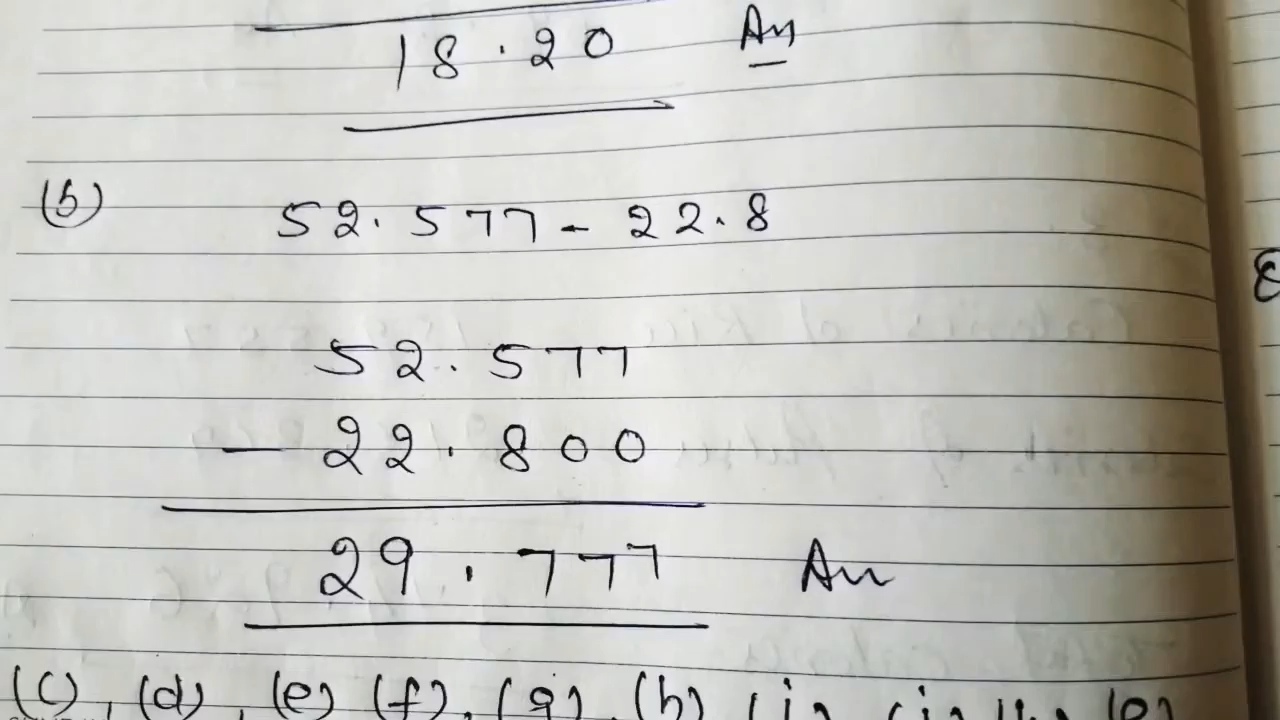 18.20 An
(b) 52.577 - 22.8
52.577
- 22.800
29.777 An
(c), (d), (e) (f), (g), (h)